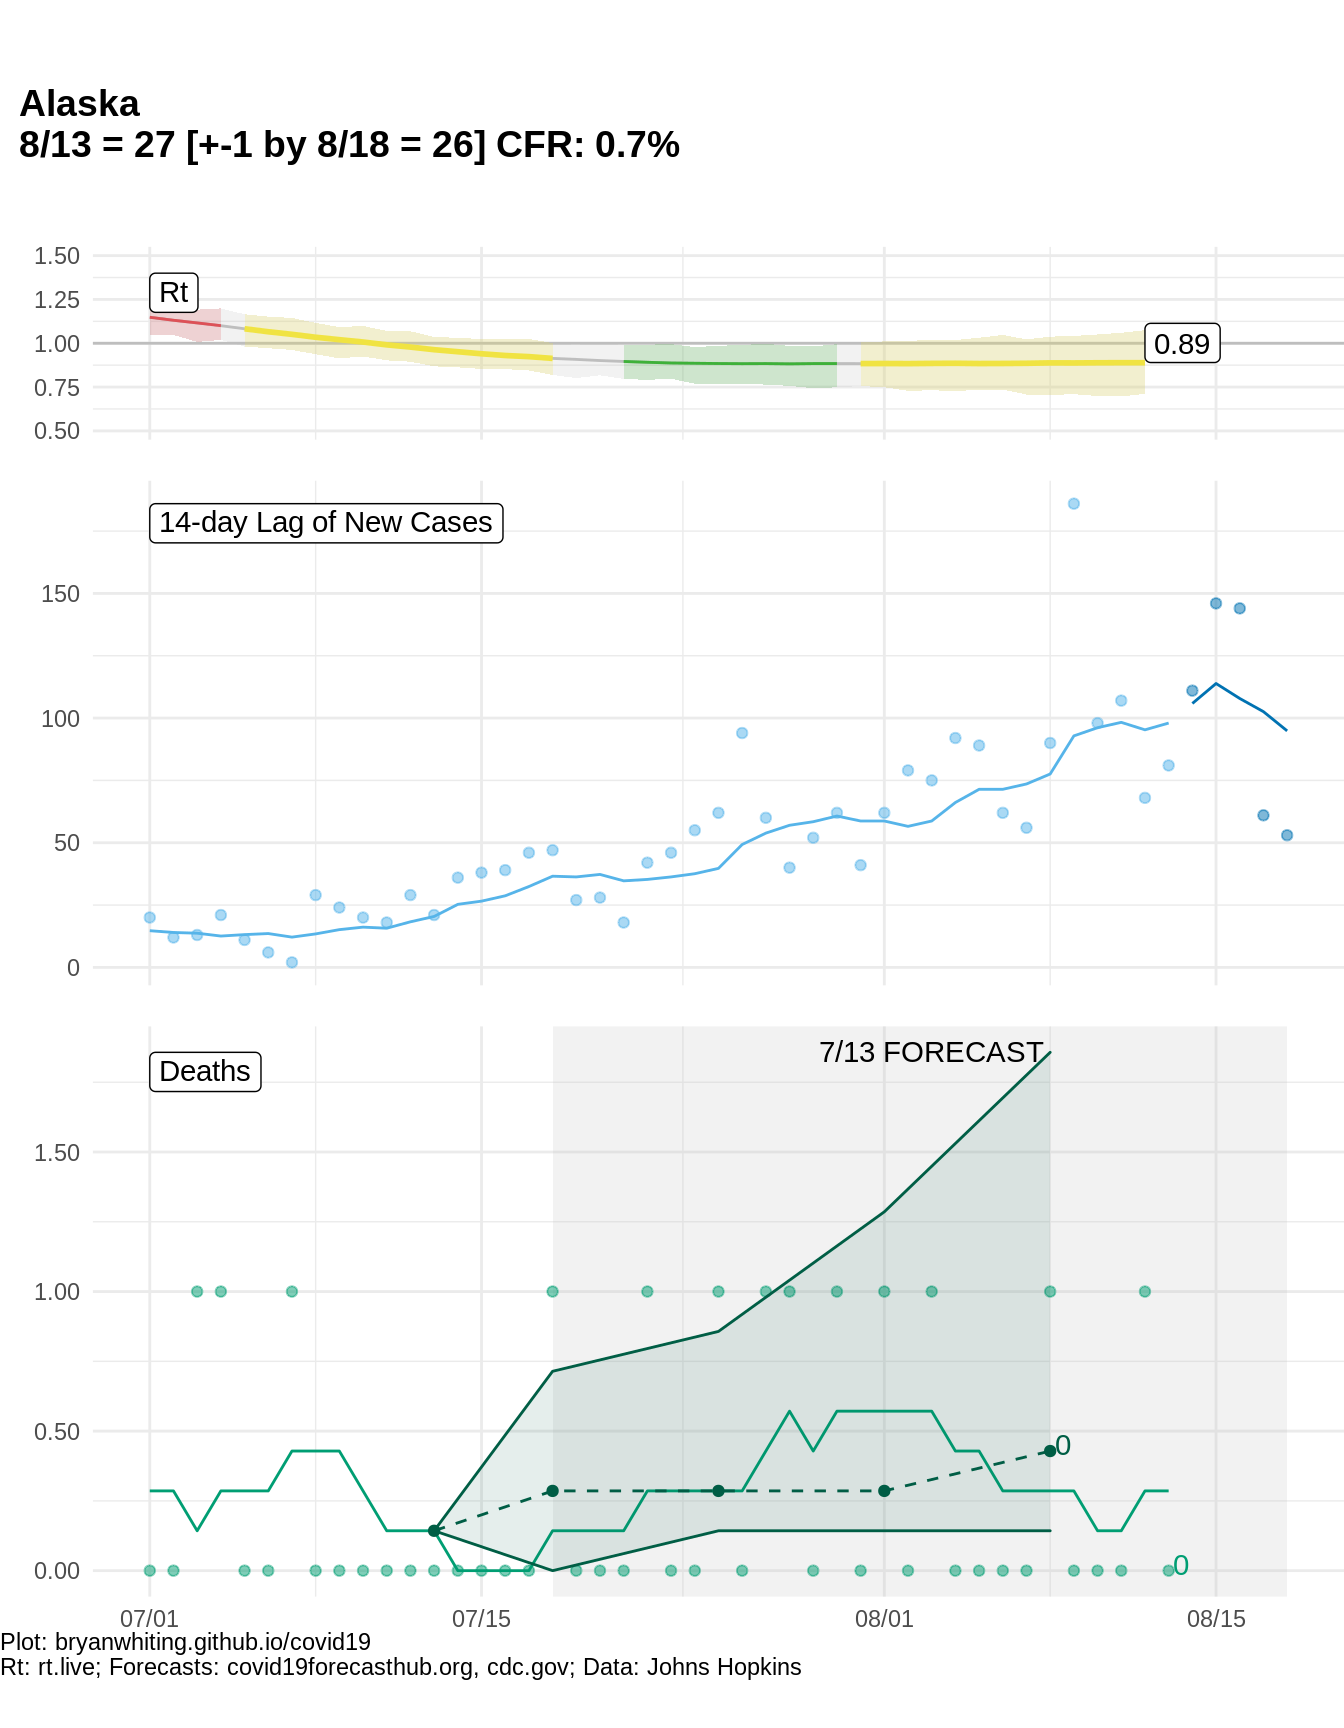 Alaska
8/13 = 27 [+-1 by 8/18 = 26] CFR: 0.7%
1.50
Rt
1.25
1.00
0.89
0.75
0.50
14-day Lag of New Cases
150
100
50
0
7/13 FORECAST
Deaths
1.50
1.00
0.50
0
0.00
0
07/01
07/15
08/01
08/15
Plot: bryanwhiting.github.io/covid19
Rt: rt.live; Forecasts: covid19forecasthub.org, cdc.gov; Data: Johns Hopkins